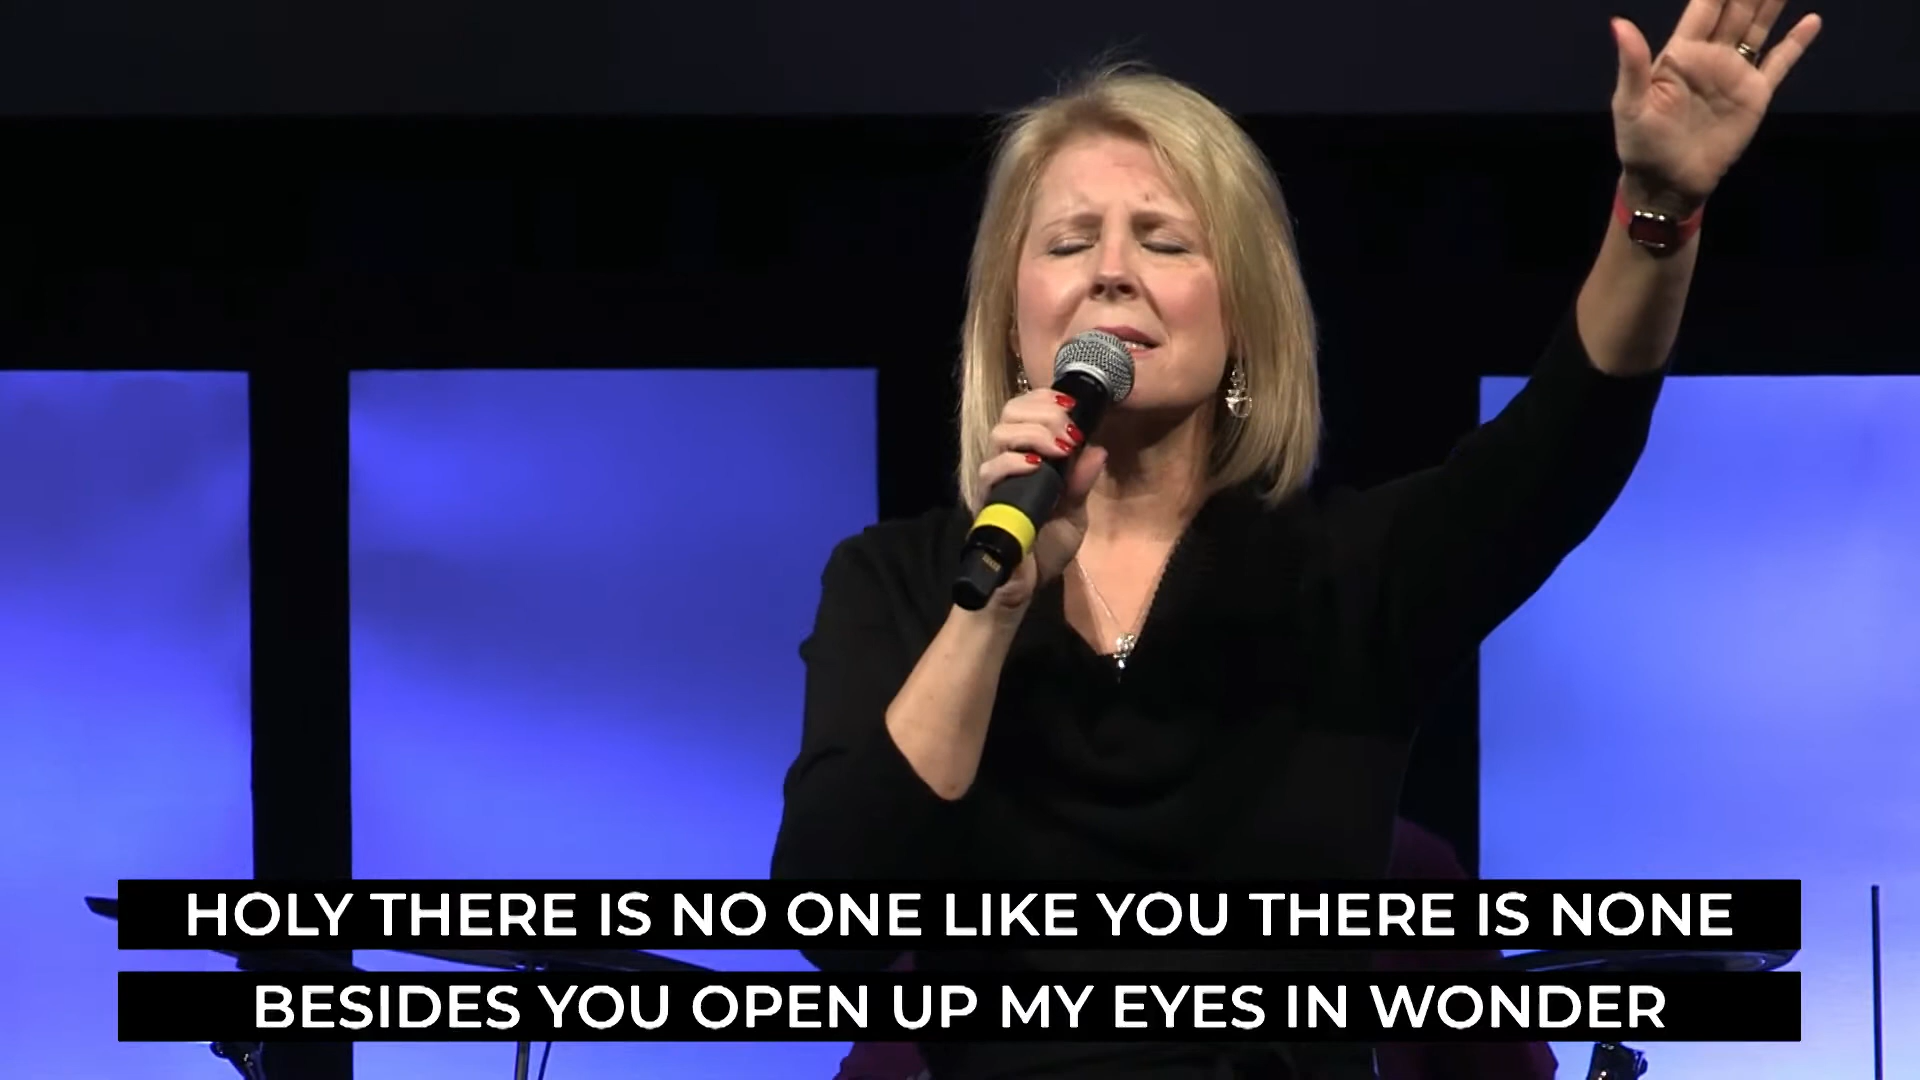 HOLY THERE IS NO ONE LIKE YOU THERE IS NONE
BESIDES YOU OPEN UP MY EYES IN WONDER